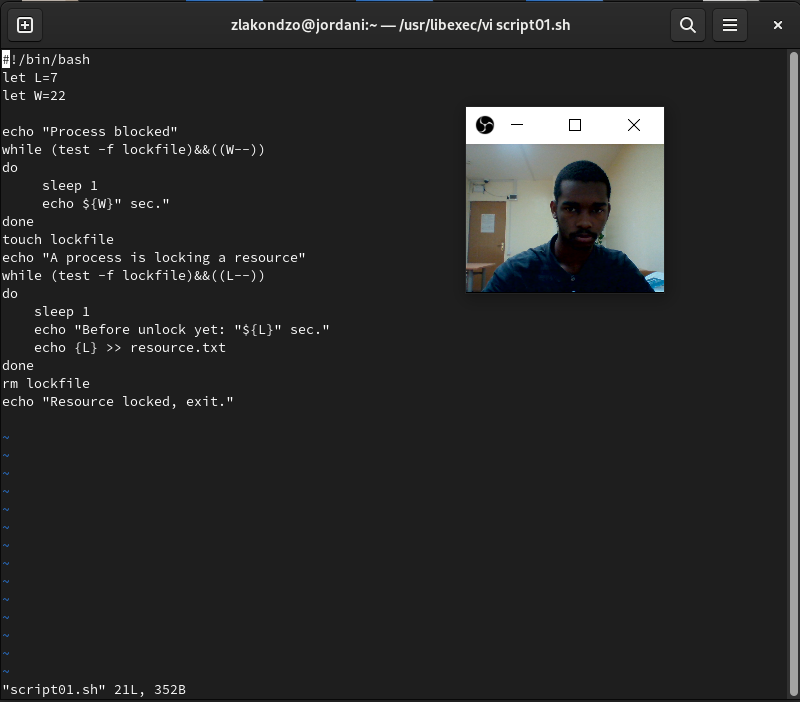 zlakondzo@jordani:~ — /usr/libexec/vi script01.sh
#!/bin/bash
let L=7
let W=22
echo "Process blocked"
while (test -f lockfile)&&((W--))
do
     sleep 1
     echo ${W}" sec."
done
touch lockfile
echo "A process is locking a resource"
while (test -f lockfile)&&((L--))
do
    sleep 1
    echo "Before unlock yet: "${L}" sec."
    echo {L} >> resource.txt
done
rm lockfile
echo "Resource locked, exit."
~
~
~
~
~
~
~
~
~
~
~
~
~
~
"script01.sh" 21L, 352B